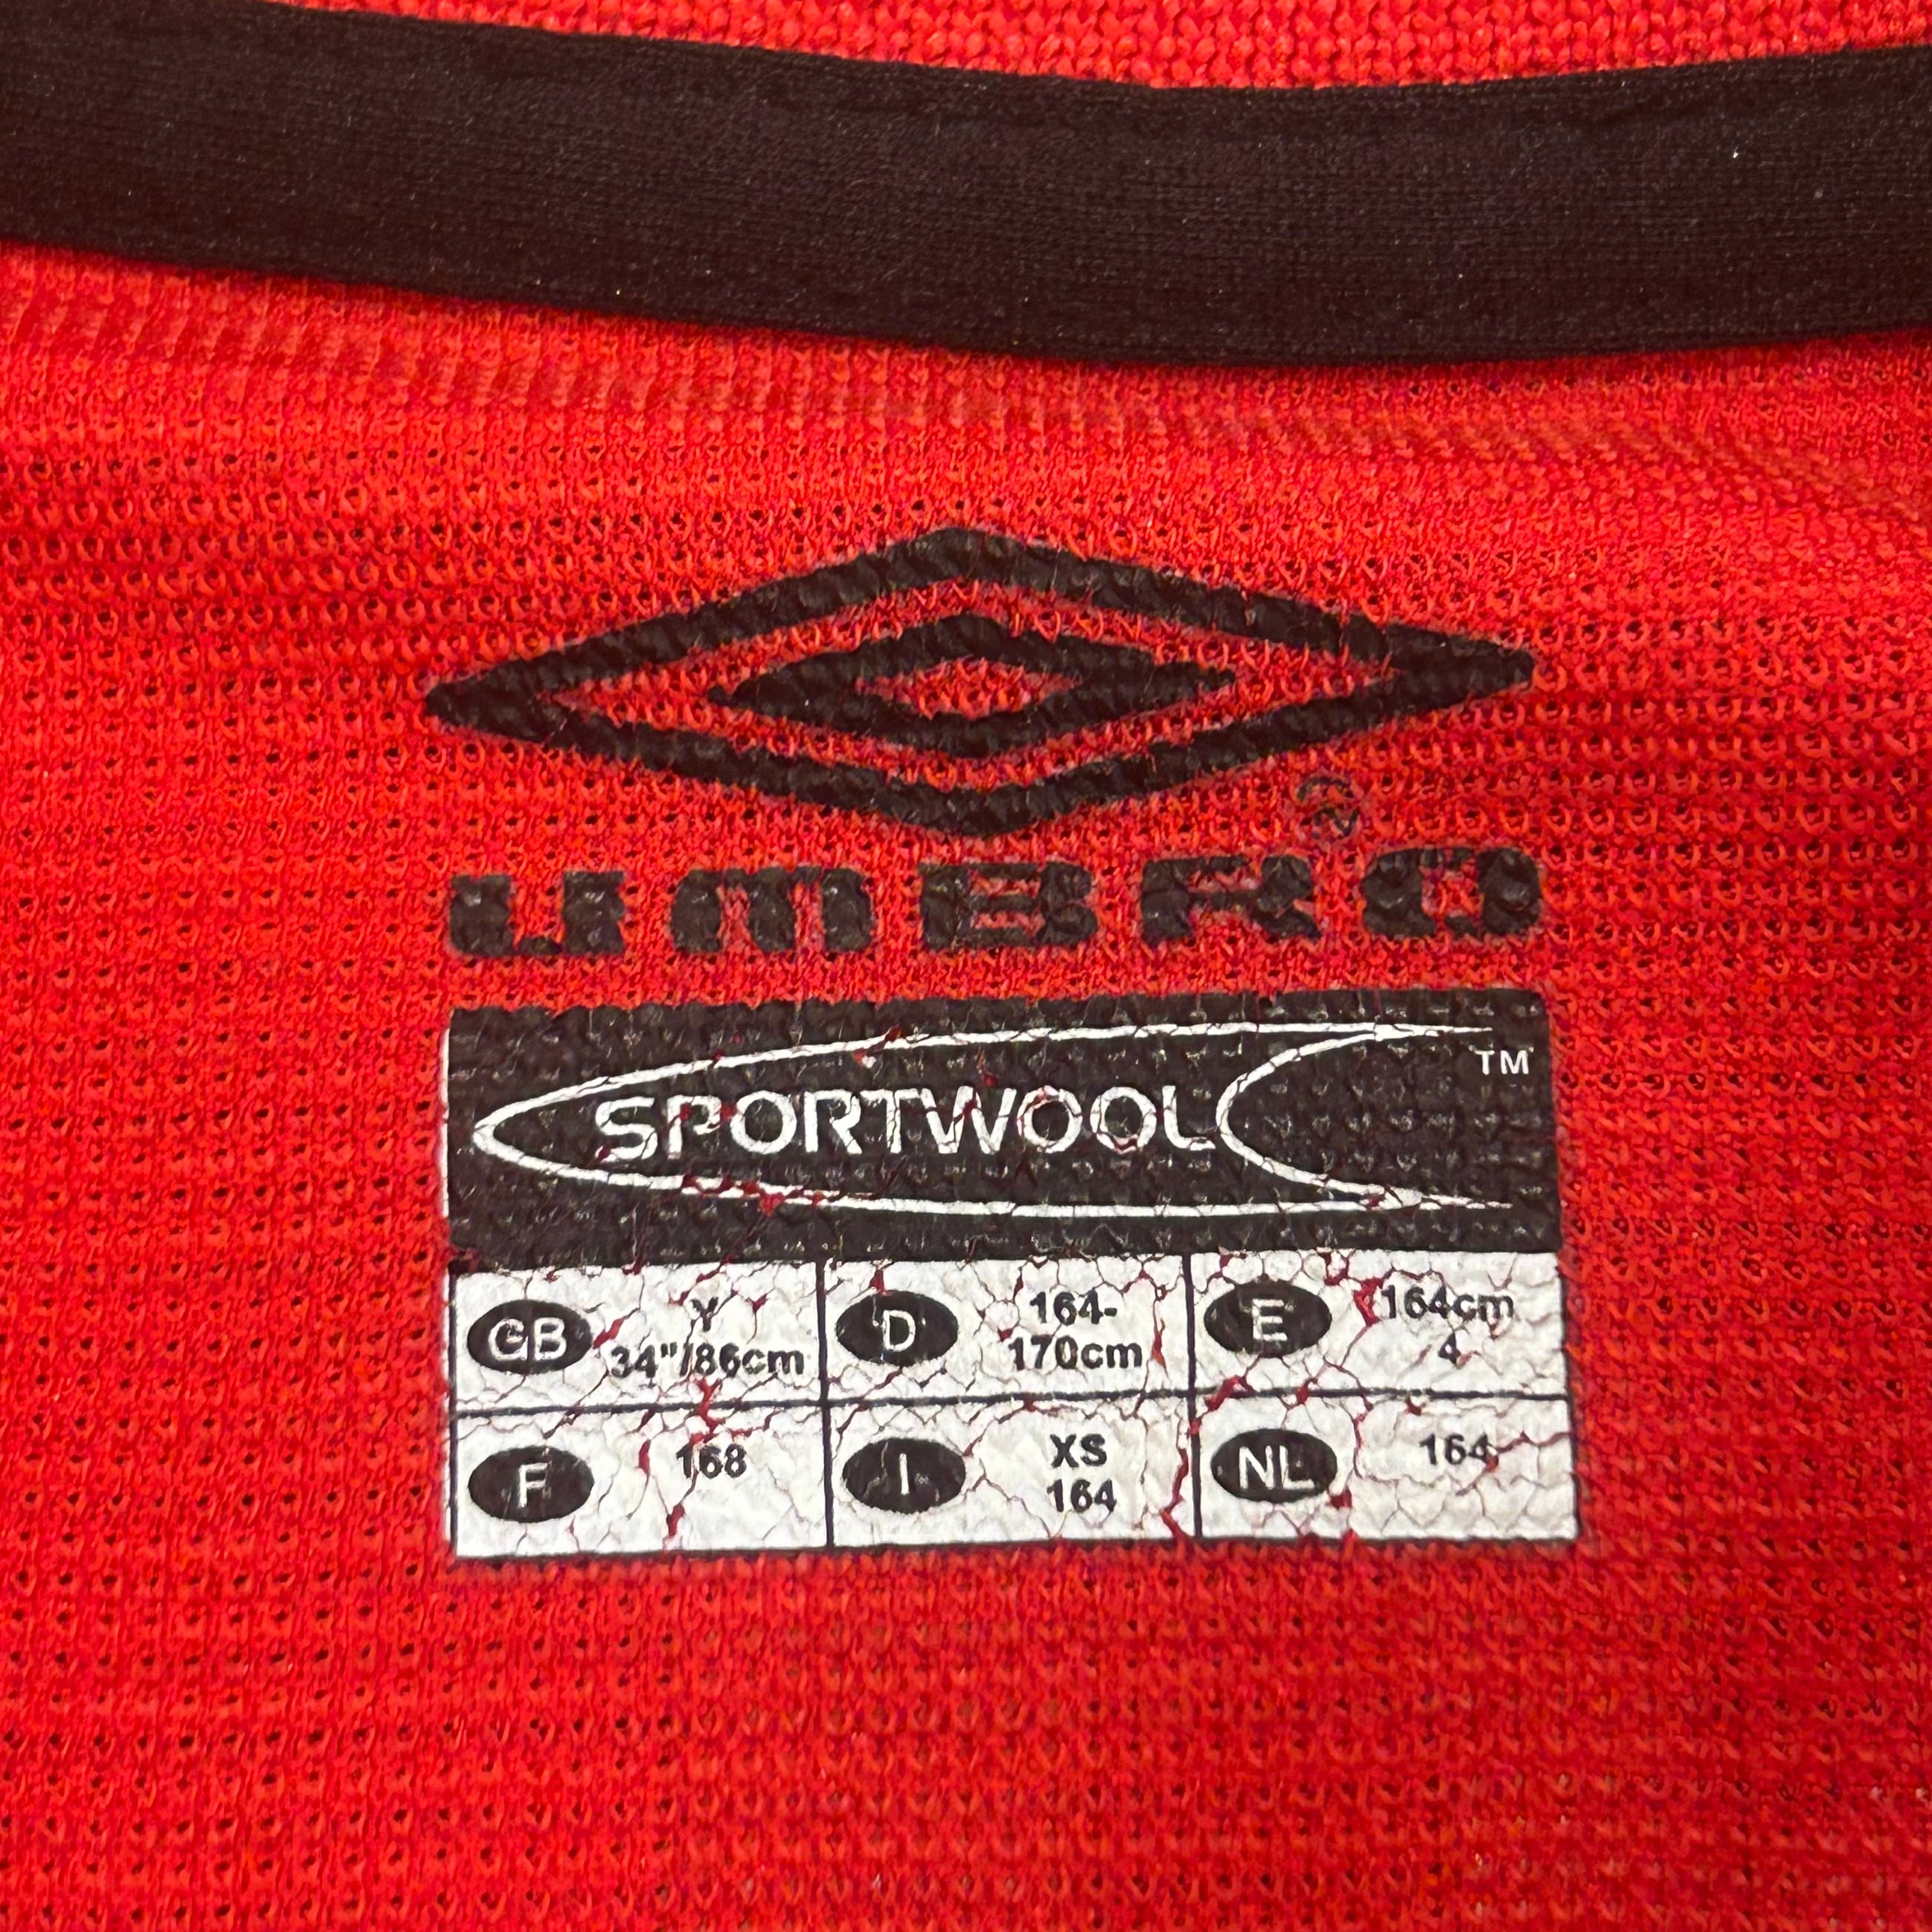 ®
UMBRO
SPORTWOOL ™
GB Y 34"/86cm
D 164-170cm
E 164cm 4
F 168
I XS 164
NL 164